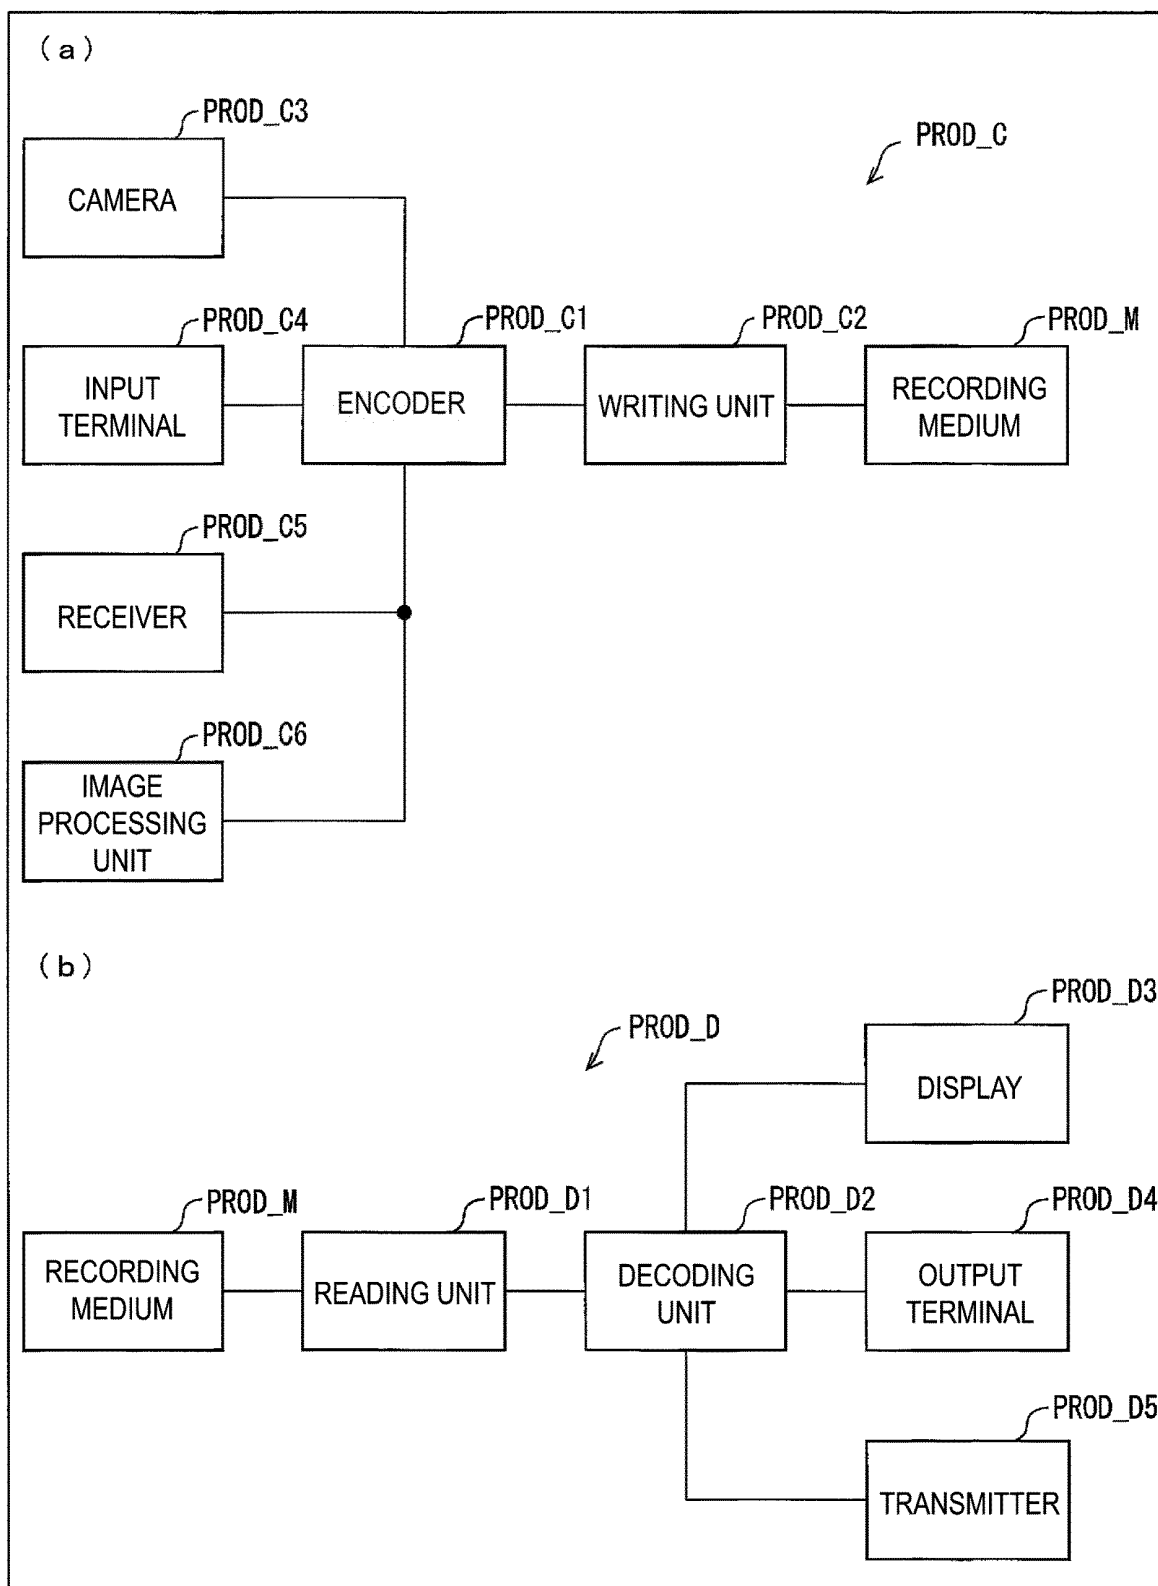 (a)
PROD_C3
PROD_C
CAMERA
PROD_C4
PROD_C1
PROD_C2
PROD_M
INPUT
TERMINAL
ENCODER
WRITING UNIT
RECORDING
MEDIUM
PROD_C5
RECEIVER
PROD_C6
IMAGE
PROCESSING
UNIT
(b)
PROD_D3
PROD_D
DISPLAY
PROD_M
PROD_D1
PROD_D2
PROD_D4
RECORDING
MEDIUM
READING UNIT
DECODING
UNIT
OUTPUT
TERMINAL
PROD_D5
TRANSMITTER